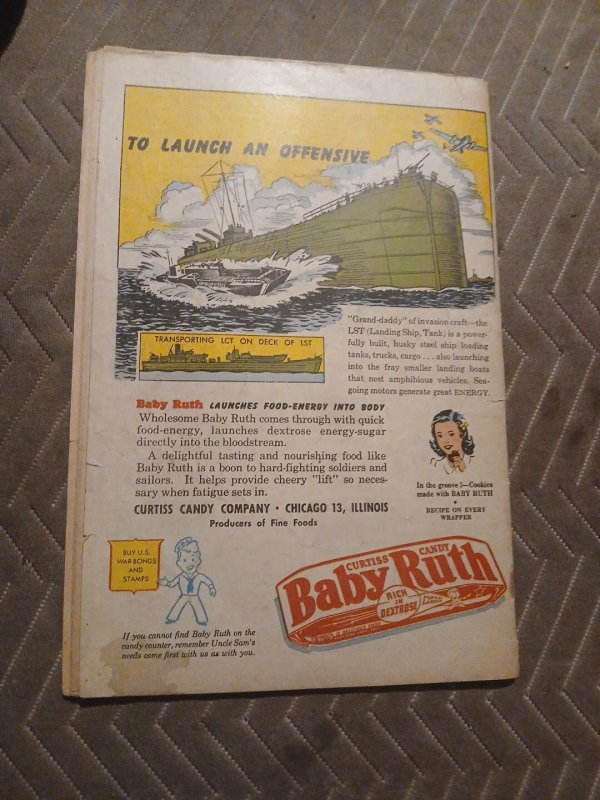 TO LAUNCH AN OFFENSIVE
"Grand-daddy" of invasion craft—the
LST (Landing Ship, Tank) is a power-
fully built, husky steel ship loading
tanks, trucks, cargo . . . also launching
into the fray smaller landing boats
that nest amphibious vehicles. Sea-
going motors generate great ENERGY.
TRANSPORTING LCT ON DECK OF LST
Baby Ruth LAUNCHES FOOD-ENERGY INTO BODY
Wholesome Baby Ruth comes through with quick
food-energy, launches dextrose energy-sugar
directly into the bloodstream.
A delightful tasting and nourishing food like
Baby Ruth is a boon to hard-fighting soldiers and
sailors. It helps provide cheery "lift" so neces-
sary when fatigue sets in.
CURTISS CANDY COMPANY • CHICAGO 13, ILLINOIS
Producers of Fine Foods
In the groove!—Cookies
made with BABY RUTH
•
RECIPE ON EVERY
WRAPPER
BUY U.S.
WAR BONDS
AND
STAMPS
If you cannot find Baby Ruth on the
candy counter, remember Uncle Sam's
needs come first with us as with you.
CURTISS CANDY
Baby Ruth
RICH
IN
DEXTROSE